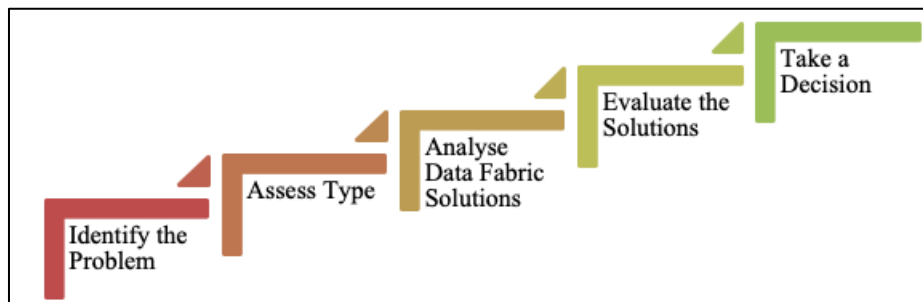 Identify the
Problem
Assess Type
Analyse
Data Fabric
Solutions
Evaluate the
Solutions
Take a
Decision